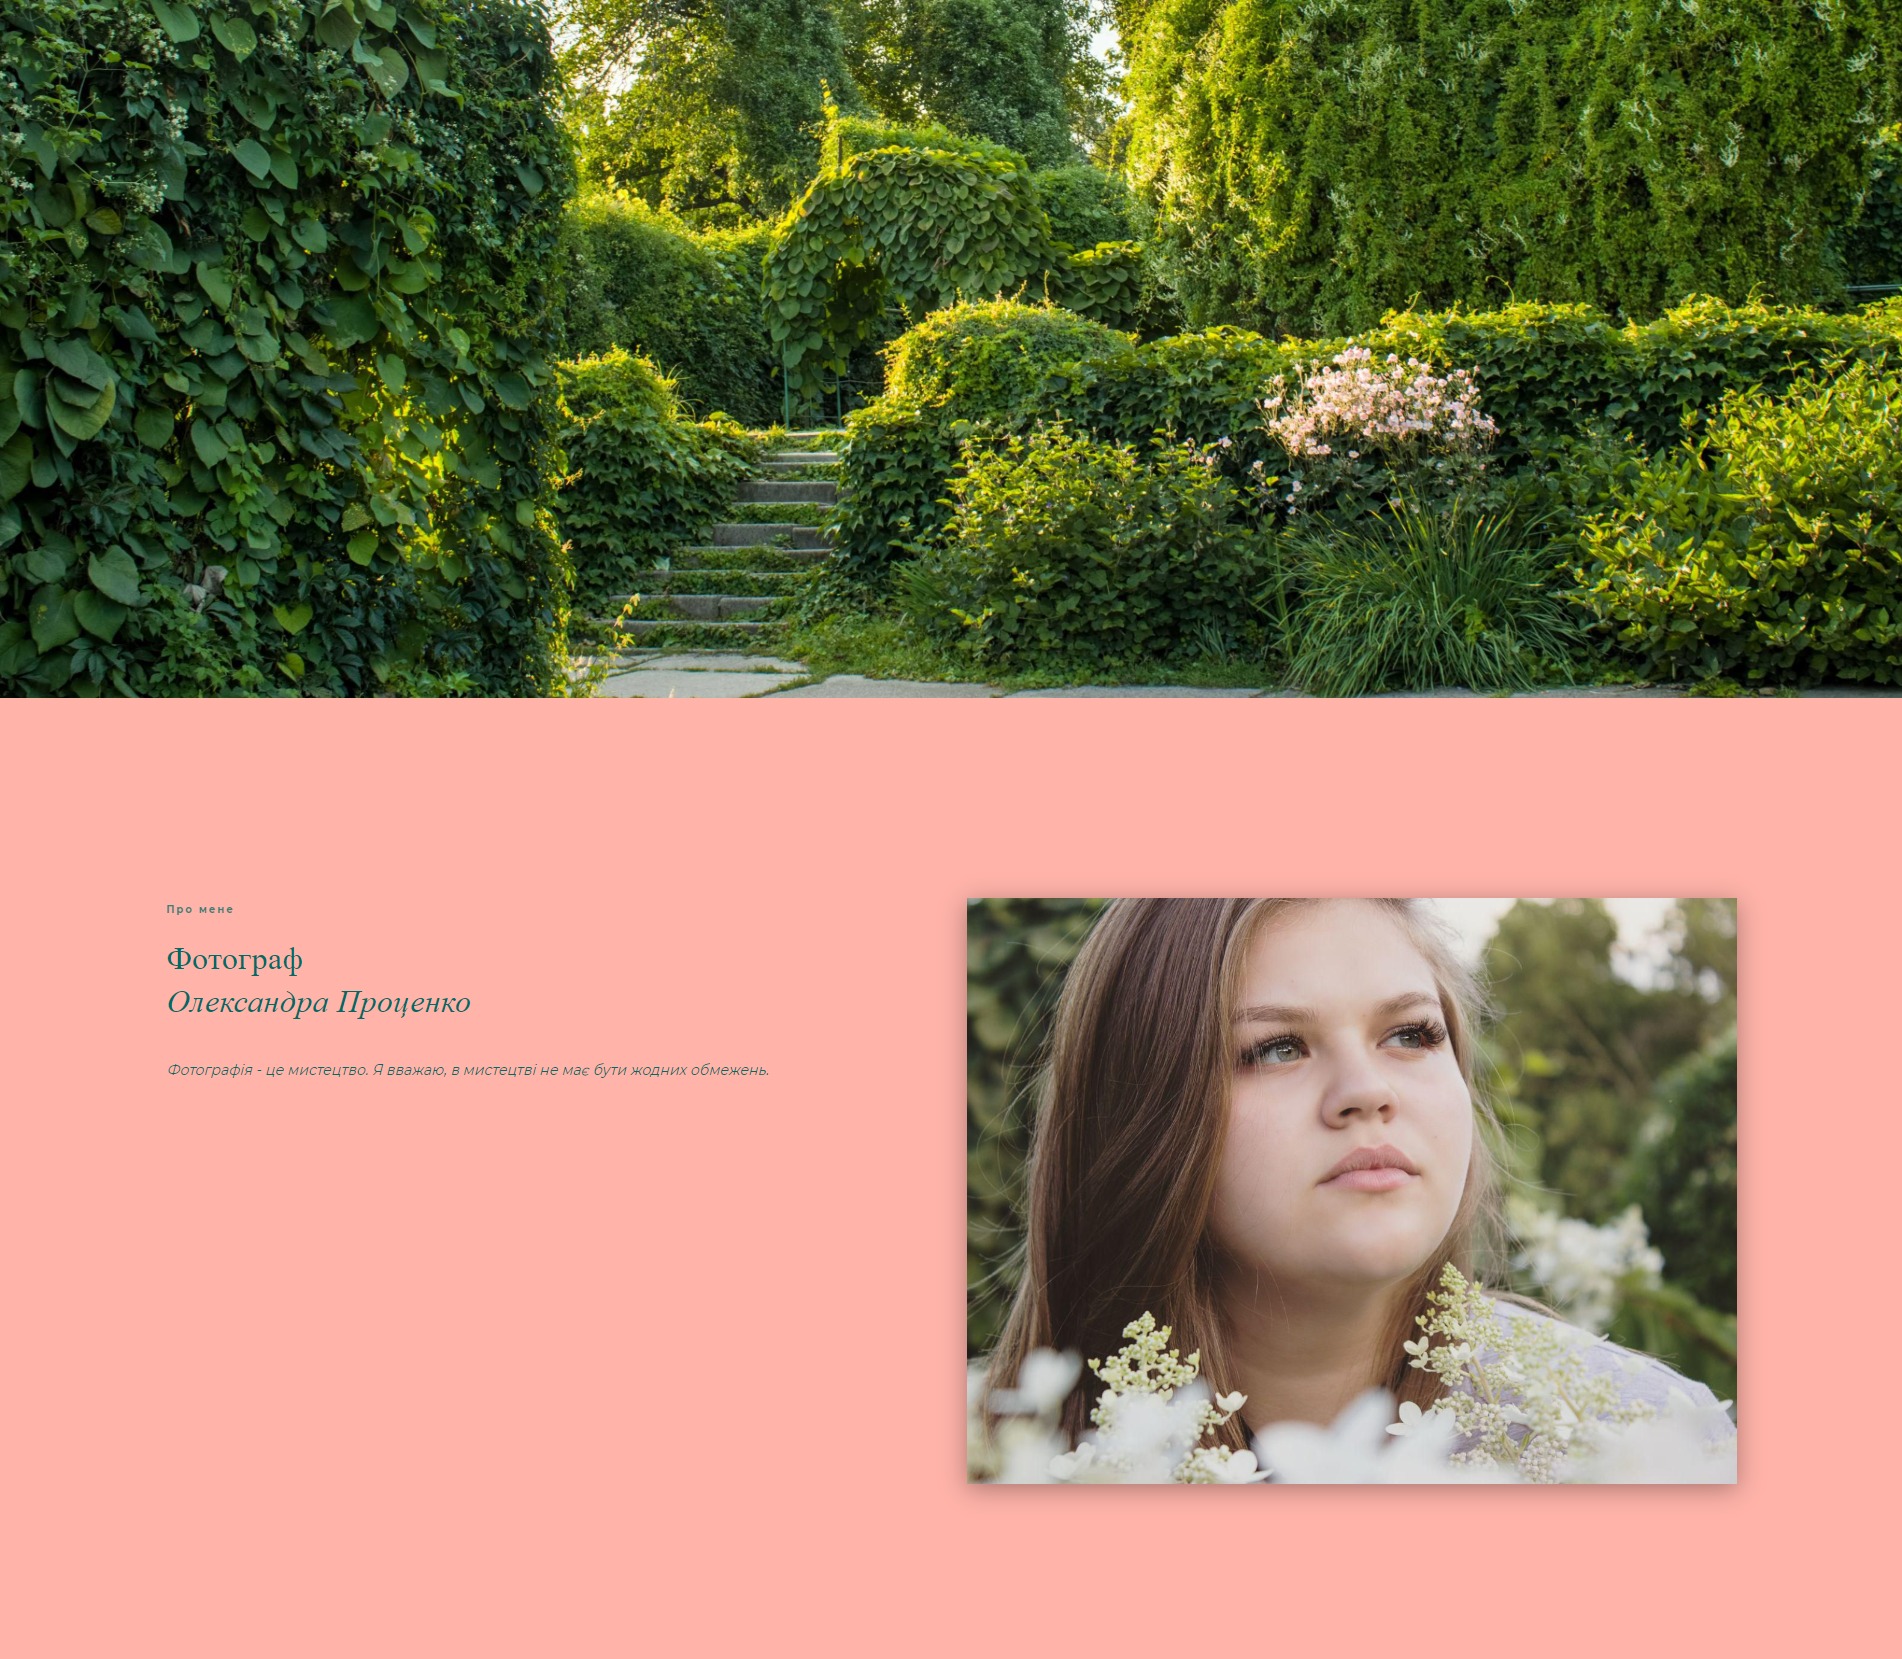 Про мене
Фотограф
Олександра Проценко
Фотографія - це мистецтво. Я вважаю, в мистецтві не має бути жодних обмежень.